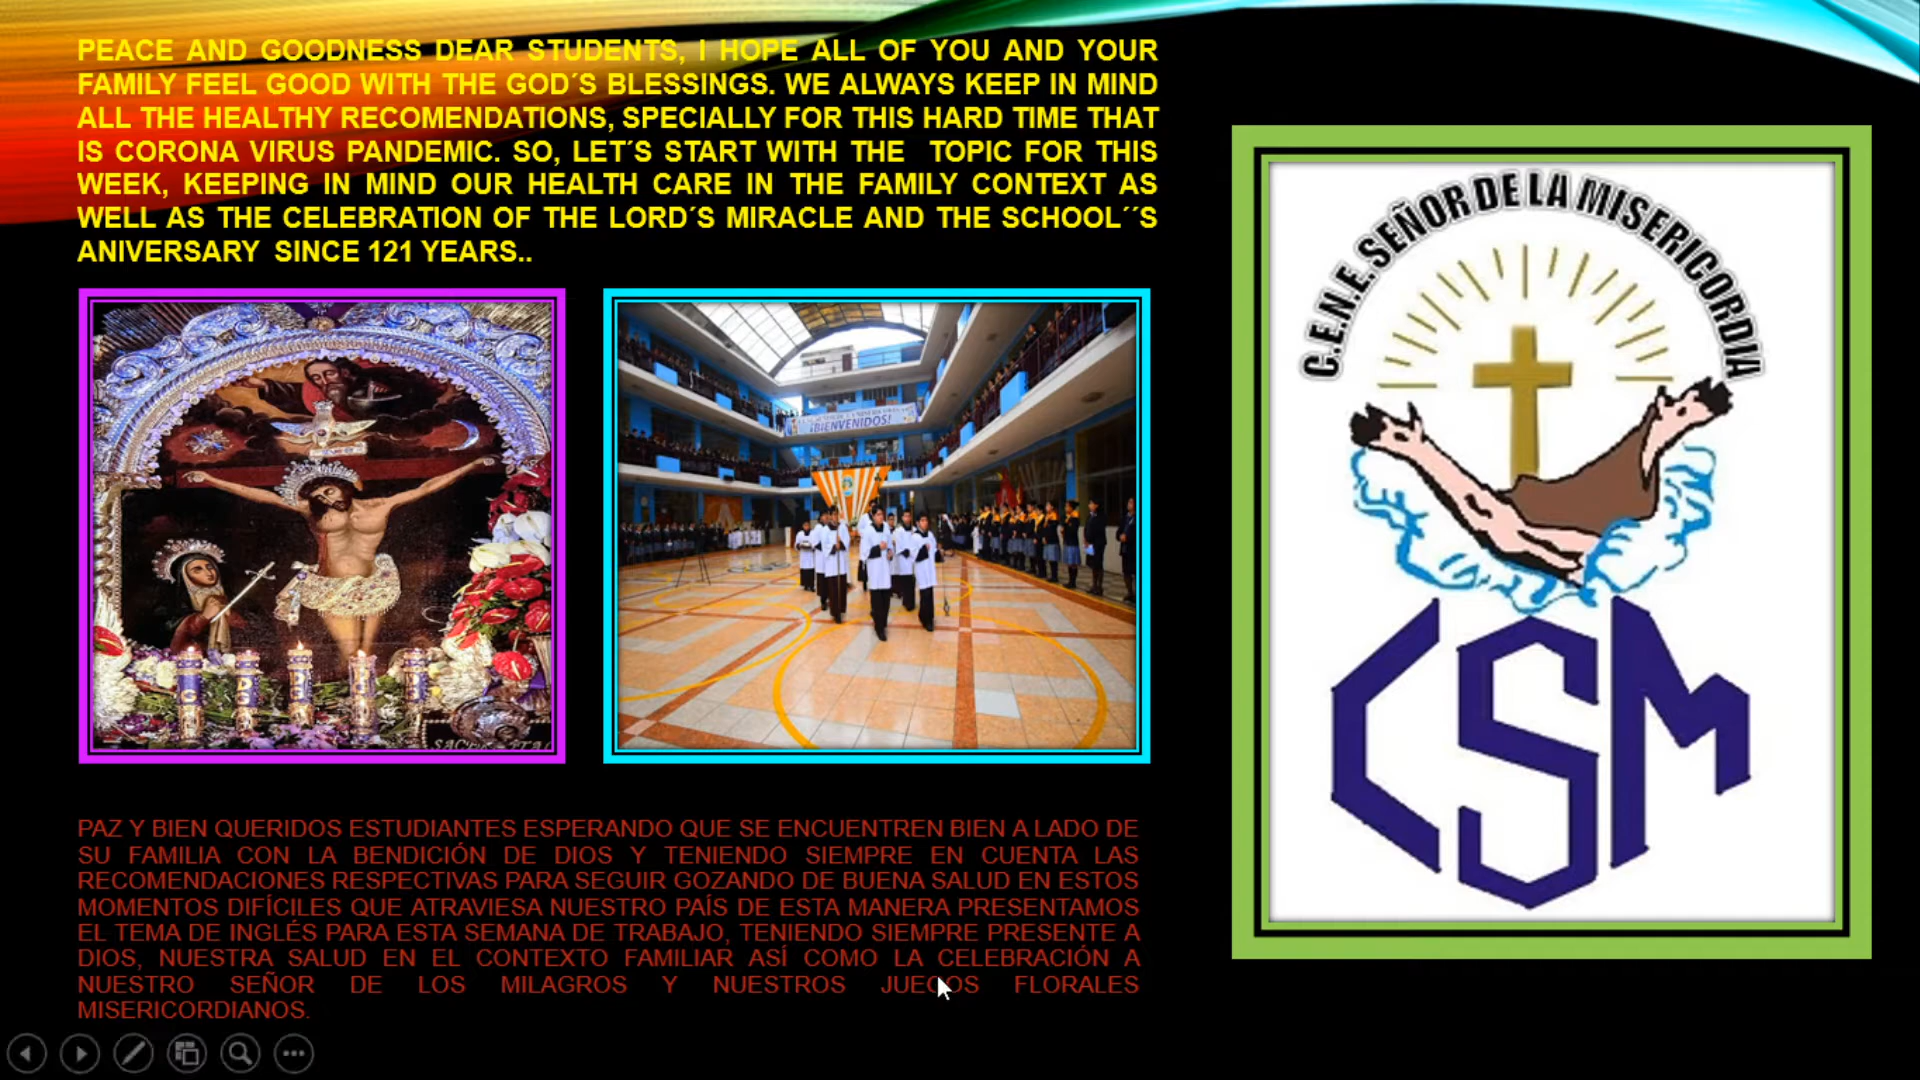 PEACE AND GOODNESS DEAR STUDENTS, I HOPE ALL OF YOU AND YOUR
FAMILY FEEL GOOD WITH THE GOD´S BLESSINGS. WE ALWAYS KEEP IN MIND
ALL THE HEALTHY RECOMENDATIONS, SPECIALLY FOR THIS HARD TIME THAT
IS CORONA VIRUS PANDEMIC. SO, LET´S START WITH THE TOPIC FOR THIS
WEEK, KEEPING IN MIND OUR HEALTH CARE IN THE FAMILY CONTEXT AS
WELL AS THE CELEBRATION OF THE LORD´S MIRACLE AND THE SCHOOL´´S
ANIVERSARY SINCE 121 YEARS..
¡BIENVENIDOS!
C.E.N.E. SEÑOR DE LA MISERICORDIA
CSM
PAZ Y BIEN QUERIDOS ESTUDIANTES ESPERANDO QUE SE ENCUENTREN BIEN A LADO DE
SU FAMILIA CON LA BENDICIÓN DE DIOS Y TENIENDO SIEMPRE EN CUENTA LAS
RECOMENDACIONES RESPECTIVAS PARA SEGUIR GOZANDO DE BUENA SALUD EN ESTOS
MOMENTOS DIFÍCILES QUE ATRAVIESA NUESTRO PAÍS DE ESTA MANERA PRESENTAMOS
EL TEMA DE INGLÉS PARA ESTA SEMANA DE TRABAJO, TENIENDO SIEMPRE PRESENTE A
DIOS, NUESTRA SALUD EN EL CONTEXTO FAMILIAR ASÍ COMO LA CELEBRACIÓN A
NUESTRO SEÑOR DE LOS MILAGROS Y NUESTROS JUEGOS FLORALES
MISERICORDIANOS.